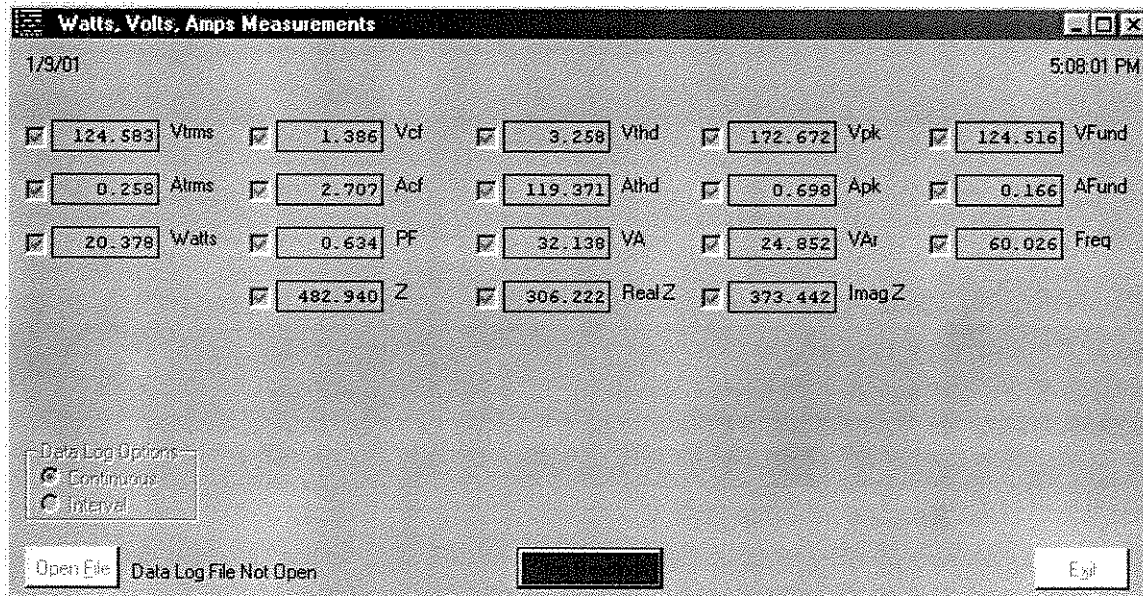 Watts, Volts, Amps Measurements
1/9/01 5:08:01 PM
124.583 Vtrms 1.386 Vcf 3.258 Vthd 172.672 Vpk 124.516 VFund
0.258 Atrms 2.707 Acf 119.371 Athd 0.698 Apk 0.166 AFund
20.378 Watts 0.634 PF 32.138 VA 24.852 VAr 60.026 Freq
482.940 Z 306.222 Real Z 373.442 Imag Z
Data Log Options
Continuous
Interval
Open File Data Log File Not Open Exit